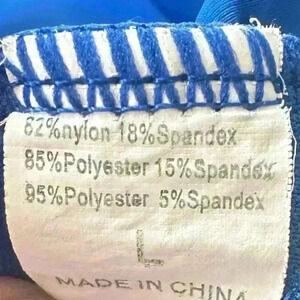 62%nylon 18%Spandex
85%Polyester 15%Spandex
95%Polyester 5%Spandex
L
MADE IN CHINA